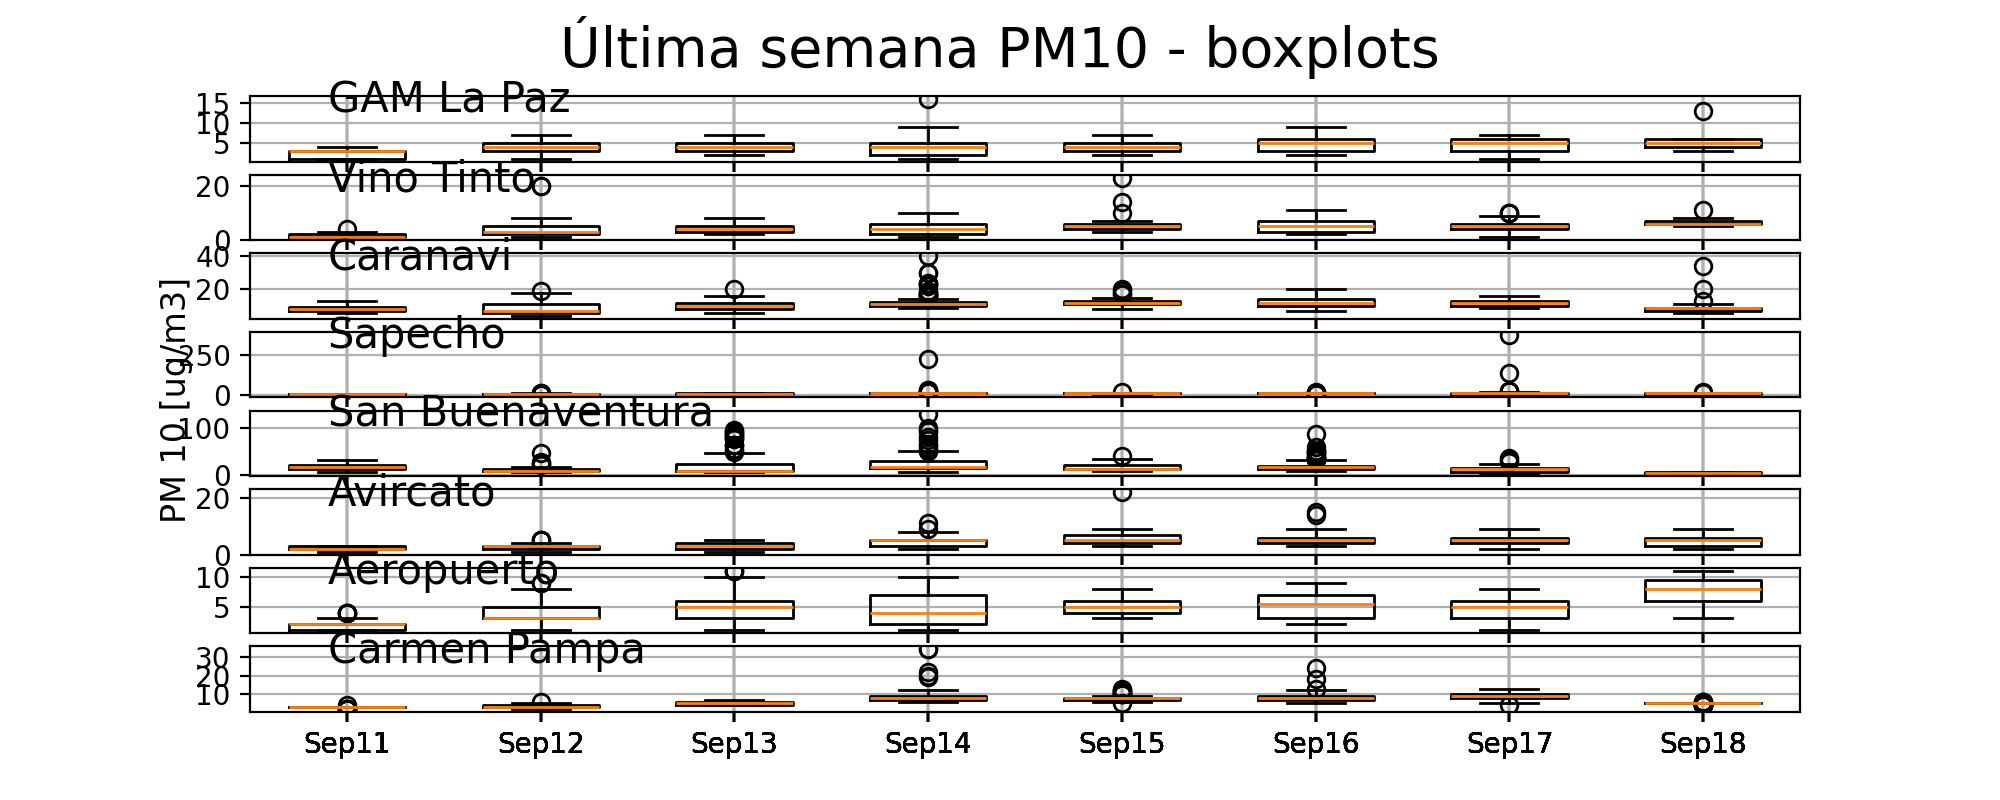 Última semana PM10 - boxplots
PM 10 [ug/m3]
GAM La Paz
15
10
5
Vino Tinto
20
0
Caranavi
40
20
Sapecho
250
0
San Buenaventura
100
0
Avircato
20
0
Aeropuerto
10
5
Carmen Pampa
30
20
10
Sep11 Sep12 Sep13 Sep14 Sep15 Sep16 Sep17 Sep18